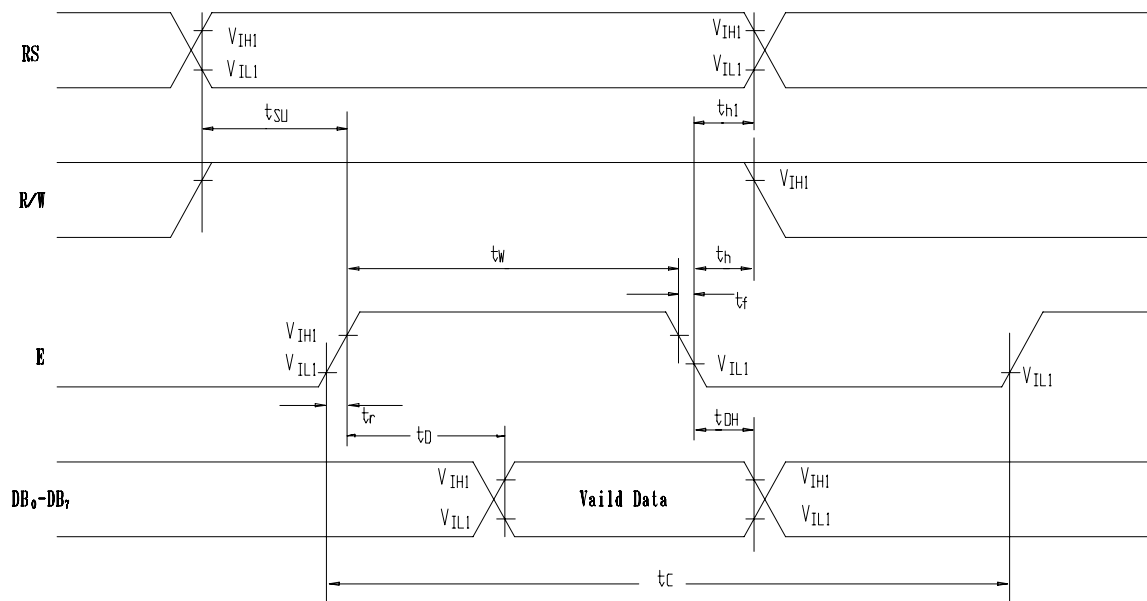 RS
VIH1
VIL1
VIH1
VIL1
tSU
th1
R/W
VIH1
tW
th
tf
E
VIH1
VIL1
VIL1
VIL1
tr
tD
tDH
DB₀-DB₇
VIH1
VIL1
Vaild Data
VIH1
VIL1
tC